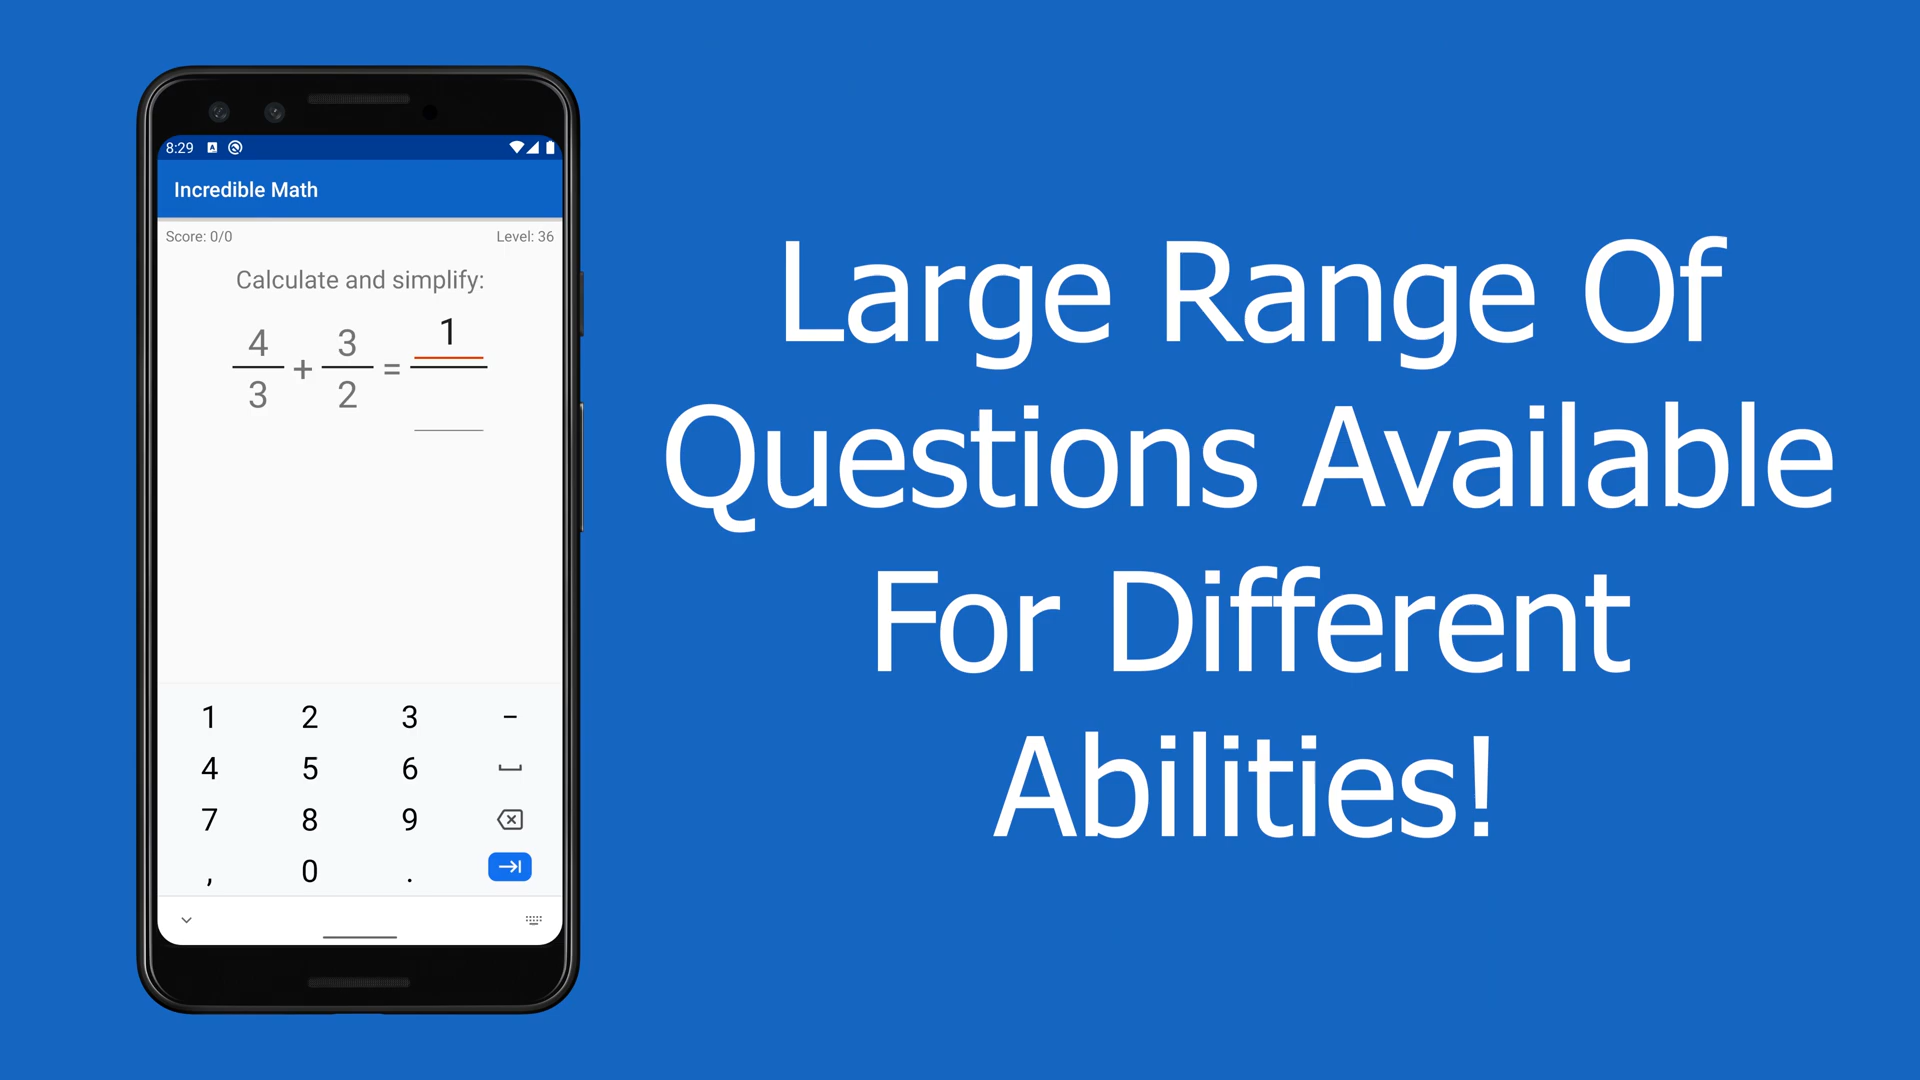 8:29
Incredible Math
Score: 0/0 Level: 36
Calculate and simplify:
4/3 + 3/2 = 1
1 2 3 −
4 5 6
7 8 9
, 0 .
Large Range Of
Questions Available
For Different
Abilities!